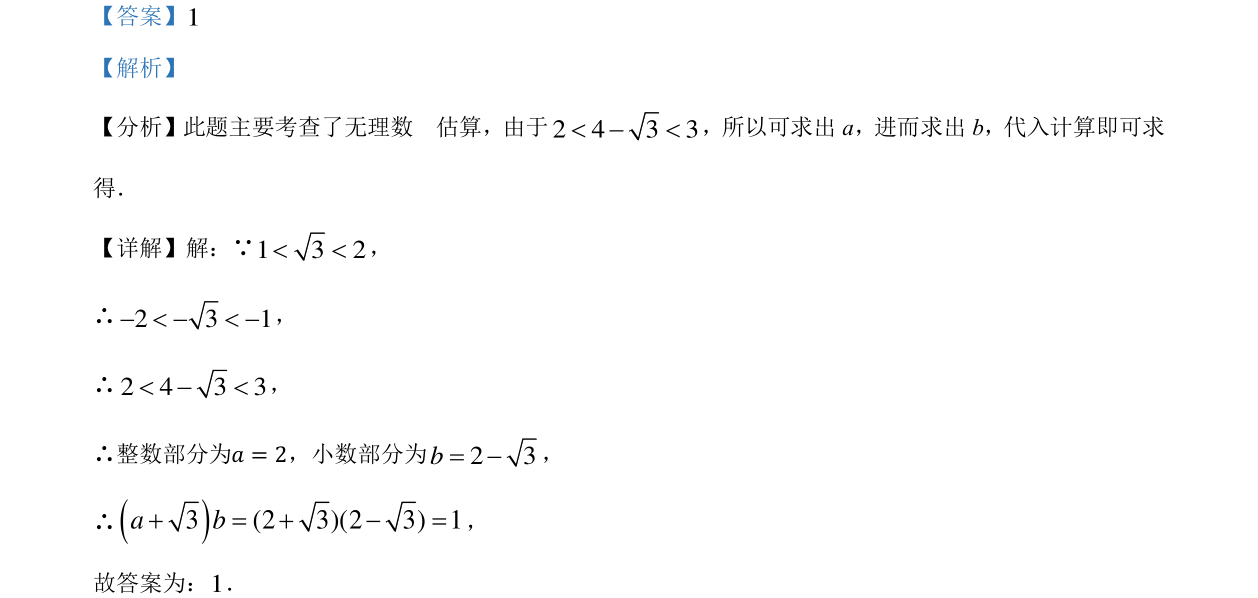 【答案】1
【解析】
【分析】此题主要考查了无理数 估算，由于 2<4−√3<3，所以可求出 a，进而求出 b，代入计算即可求
得．
【详解】解：∵1<√3<2，
∴−2<−√3<−1，
∴2<4−√3<3，
∴整数部分为a=2，小数部分为b=2−√3，
∴(a+√3)b=(2+√3)(2−√3)=1，
故答案为：1．